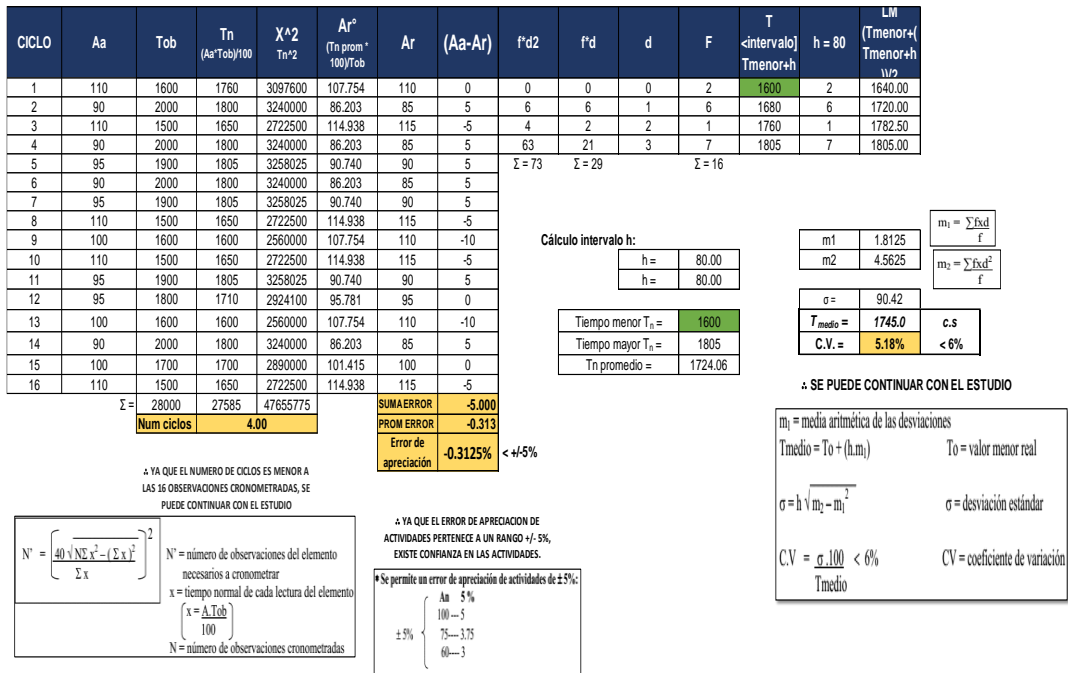 CICLO Aa Tob Tn (Aa*Tob)/100 X^2 Tn^2 Ar° (Tn prom * 100)/Tob Ar (Aa-Ar) f*d2 f*d d F T <intervalo] Tmenor+h h = 80 LM (Tmenor+( Tmenor+h ))/2
1 110 1600 1760 3097600 107.754 110 0 0 0 0 2 1600 2 1640.00
2 90 2000 1800 3240000 86.203 85 5 6 6 1 6 1680 6 1720.00
3 110 1500 1650 2722500 114.938 115 -5 4 2 2 1 1760 1 1782.50
4 90 2000 1800 3240000 86.203 85 5 63 21 3 7 1805 7 1805.00
5 95 1900 1805 3258025 90.740 90 5 Σ = 73 Σ = 29 Σ = 16
6 90 2000 1800 3240000 86.203 85 5
7 95 1900 1805 3258025 90.740 90 5
8 110 1500 1650 2722500 114.938 115 -5
9 100 1600 1600 2560000 107.754 110 -10
10 110 1500 1650 2722500 114.938 115 -5
11 95 1900 1805 3258025 90.740 90 5
12 95 1800 1710 2924100 95.781 95 0
13 100 1600 1600 2560000 107.754 110 -10
14 90 2000 1800 3240000 86.203 85 5
15 100 1700 1700 2890000 101.415 100 0
16 110 1500 1650 2722500 114.938 115 -5
Σ = 28000 27585 47655775
SUMA ERROR -5.000
Num ciclos 4.00
PROM ERROR -0.313
Error de apreciación -0.3125% < +/-5%
Cálculo intervalo h:
h = 80.00
h = 80.00
Tiempo menor Tn = 1600
Tiempo mayor Tn = 1805
Tn promedio = 1724.06
m1 1.8125
m2 4.5625
m₁ = ∑fxd
f
m₂ = ∑fxd²
f
σ = 90.42
T medio = 1745.0 c.s
C.V. = 5.18% < 6%
∴ SE PUEDE CONTINUAR CON EL ESTUDIO
m₁ = media aritmética de las desviaciones
Tmedio = To + (h.m₁) To = valor menor real
σ = h √ m₂ – m₁² σ = desviación estándar
C.V = σ .100 < 6% CV = coeficiente de variación
Tmedio
∴ YA QUE EL NUMERO DE CICLOS ES MENOR A
LAS 16 OBSERVACIONES CRONOMETRADAS, SE
PUEDE CONTINUAR CON EL ESTUDIO
N' = ( 40 √ NΣ x² – ( Σ x )² )²
Σ x
N' = número de observaciones del elemento
necesarios a cronometrar
x = tiempo normal de cada lectura del elemento
( x = A.Tob )
100
N = número de observaciones cronometradas
∴ YA QUE EL ERROR DE APRECIACION DE
ACTIVIDADES PERTENECE A UN RANGO +/- 5%,
EXISTE CONFIANZA EN LAS ACTIVIDADES.
• Se permite un error de apreciación de actividades de ± 5%:
An 5 %
100 --- 5
± 5% 75---- 3.75
60---- 3